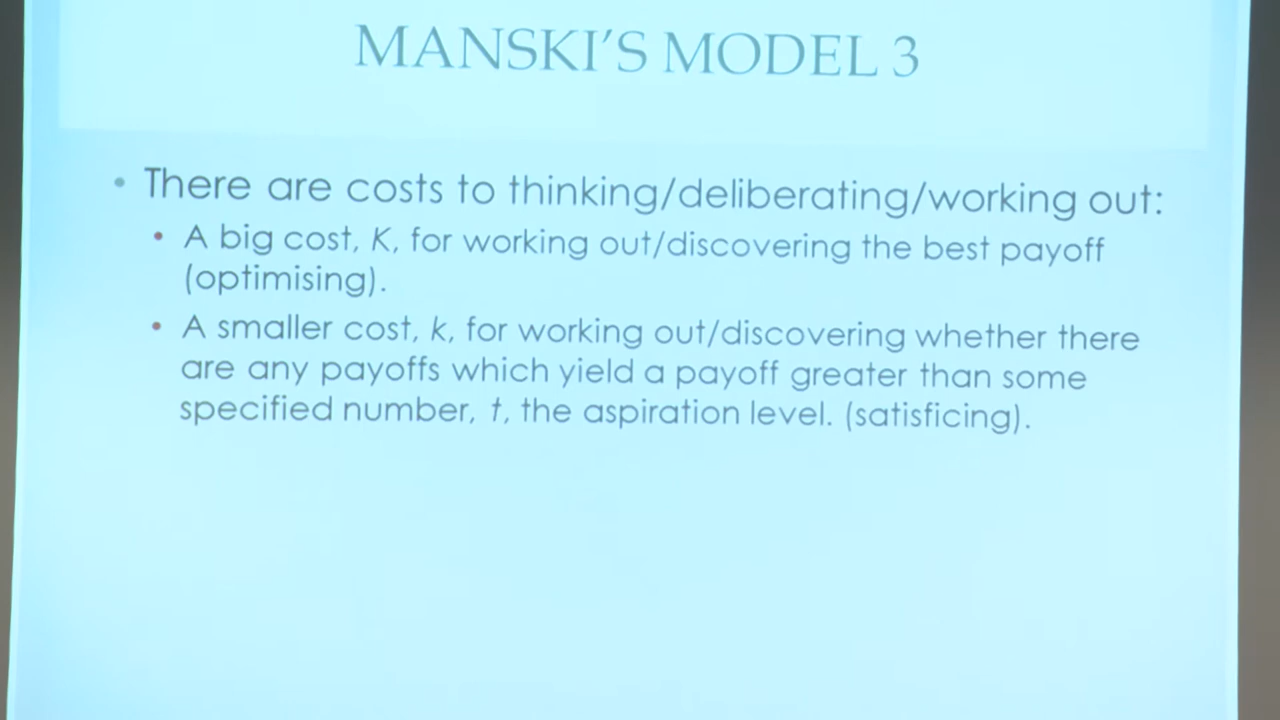 MANSKI'S MODEL 3
• There are costs to thinking/deliberating/working out:
• A big cost, K, for working out/discovering the best payoff
(optimising).
• A smaller cost, k, for working out/discovering whether there
are any payoffs which yield a payoff greater than some
specified number, t, the aspiration level. (satisficing).